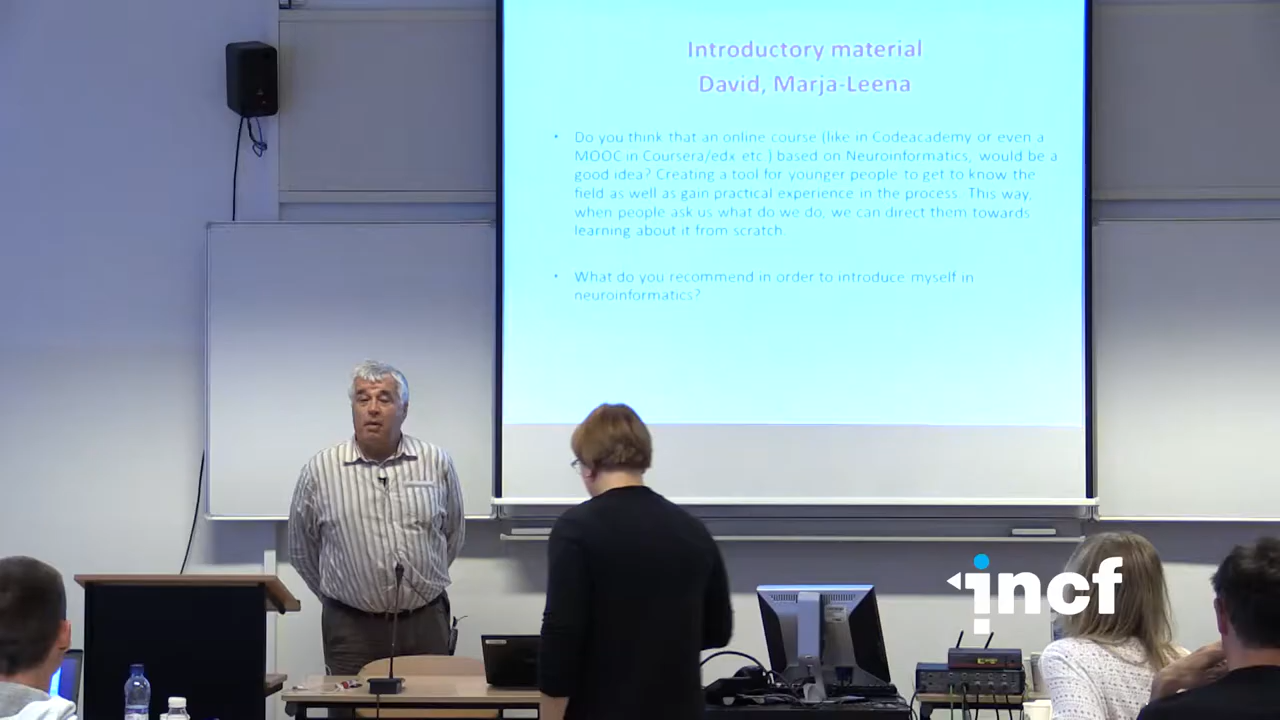 Introductory material
David, Marja-Leena
• Do you think that an online course (like in Codeacademy or even a
MOOC in Coursera/edx etc.) based on Neuroinformatics, would be a
good idea? Creating a tool for younger people to get to know the
field as well as gain practical experience in the process. This way,
when people ask us what do we do, we can direct them towards
learning about it from scratch.
• What do you recommend in order to introduce myself in
neuroinformatics?
incf